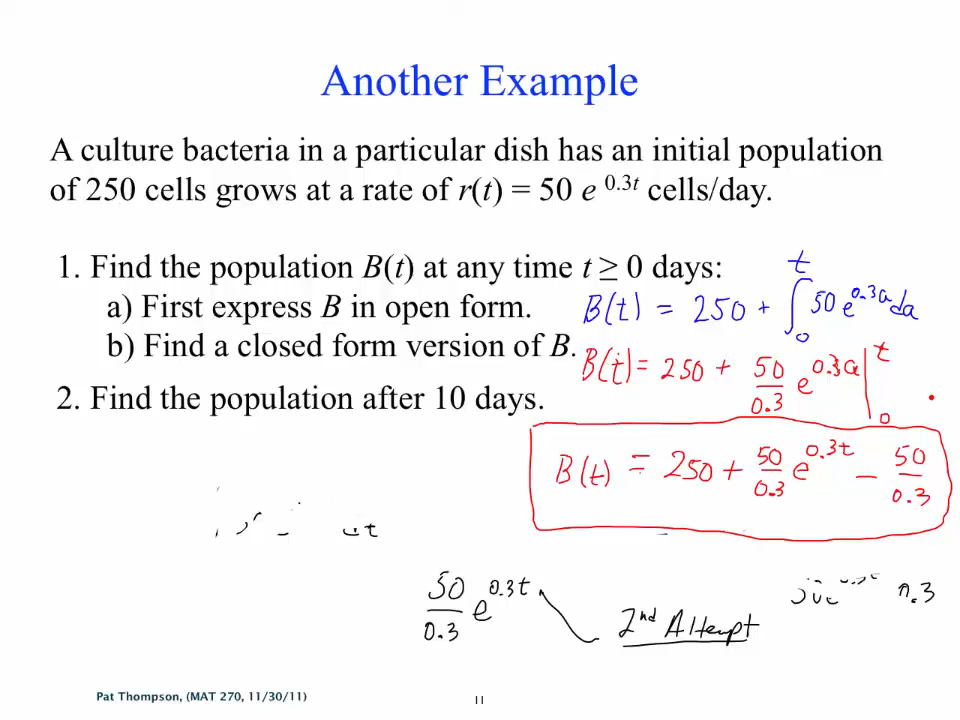 Another Example
A culture bacteria in a particular dish has an initial population
of 250 cells grows at a rate of r(t) = 50 e^{0.3t} cells/day.
1. Find the population B(t) at any time t ≥ 0 days:
a) First express B in open form.
B(t) = 250 + ∫_0^t 50 e^{0.3a} da
b) Find a closed form version of B.
B(t) = 250 + 50/0.3 e^{0.3a} |_0^t
2. Find the population after 10 days.
B(t) = 250 + 50/0.3 e^{0.3t} - 50/0.3
50/0.3 e^{0.3t}
2nd Attempt
0.3
Pat Thompson, (MAT 270, 11/30/11)